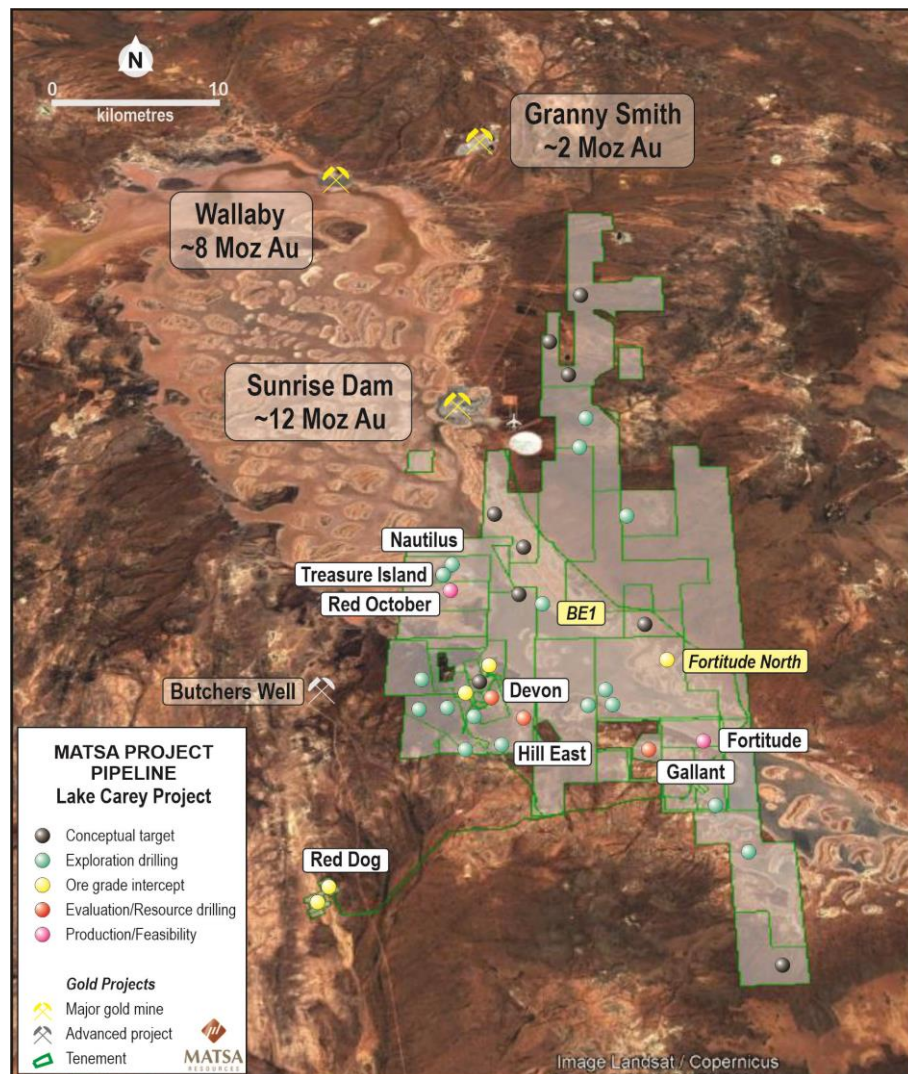 N
0 10
kilometres
Granny Smith
~2 Moz Au
Wallaby
~8 Moz Au
Sunrise Dam
~12 Moz Au
Nautilus
Treasure Island
Red October
BE1
Fortitude North
Butchers Well
Devon
Hill East
Fortitude
Gallant
Red Dog
MATSA PROJECT
PIPELINE
Lake Carey Project
Conceptual target
Exploration drilling
Ore grade intercept
Evaluation/Resource drilling
Production/Feasibility
Gold Projects
Major gold mine
Advanced project
Tenement
MATSA
RESOURCES
Image Landsat / Copernicus